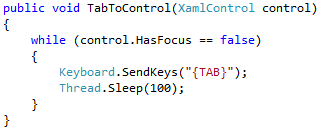 public void TabToControl(XamlControl control)
{
    while (control.HasFocus == false)
    {
        Keyboard.SendKeys("{TAB}");
        Thread.Sleep(100);
    }
}